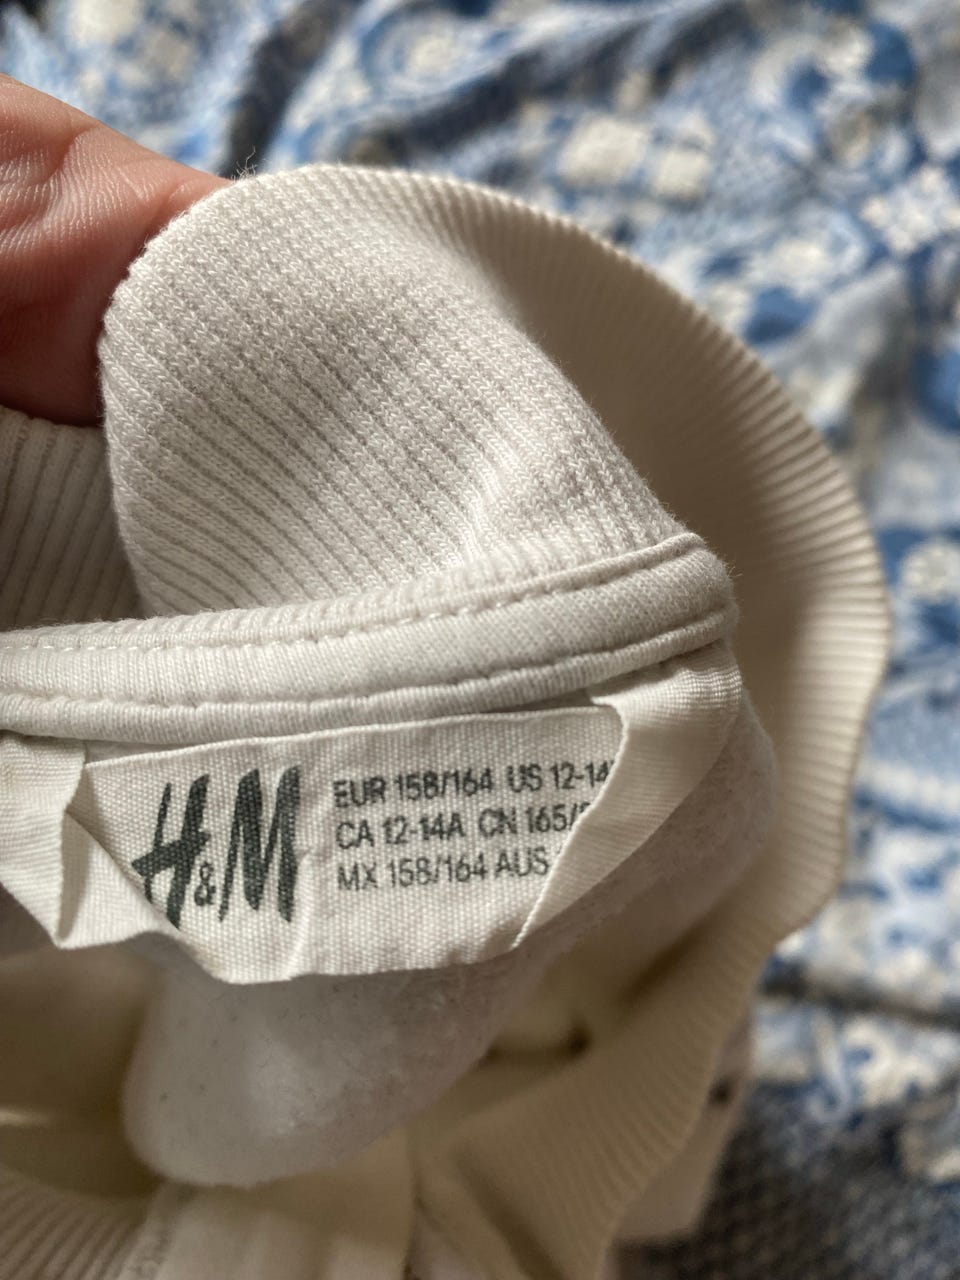 H&M
EUR 158/164 US 12-14
CA 12-14A CN 165/
MX 158/164 AUS